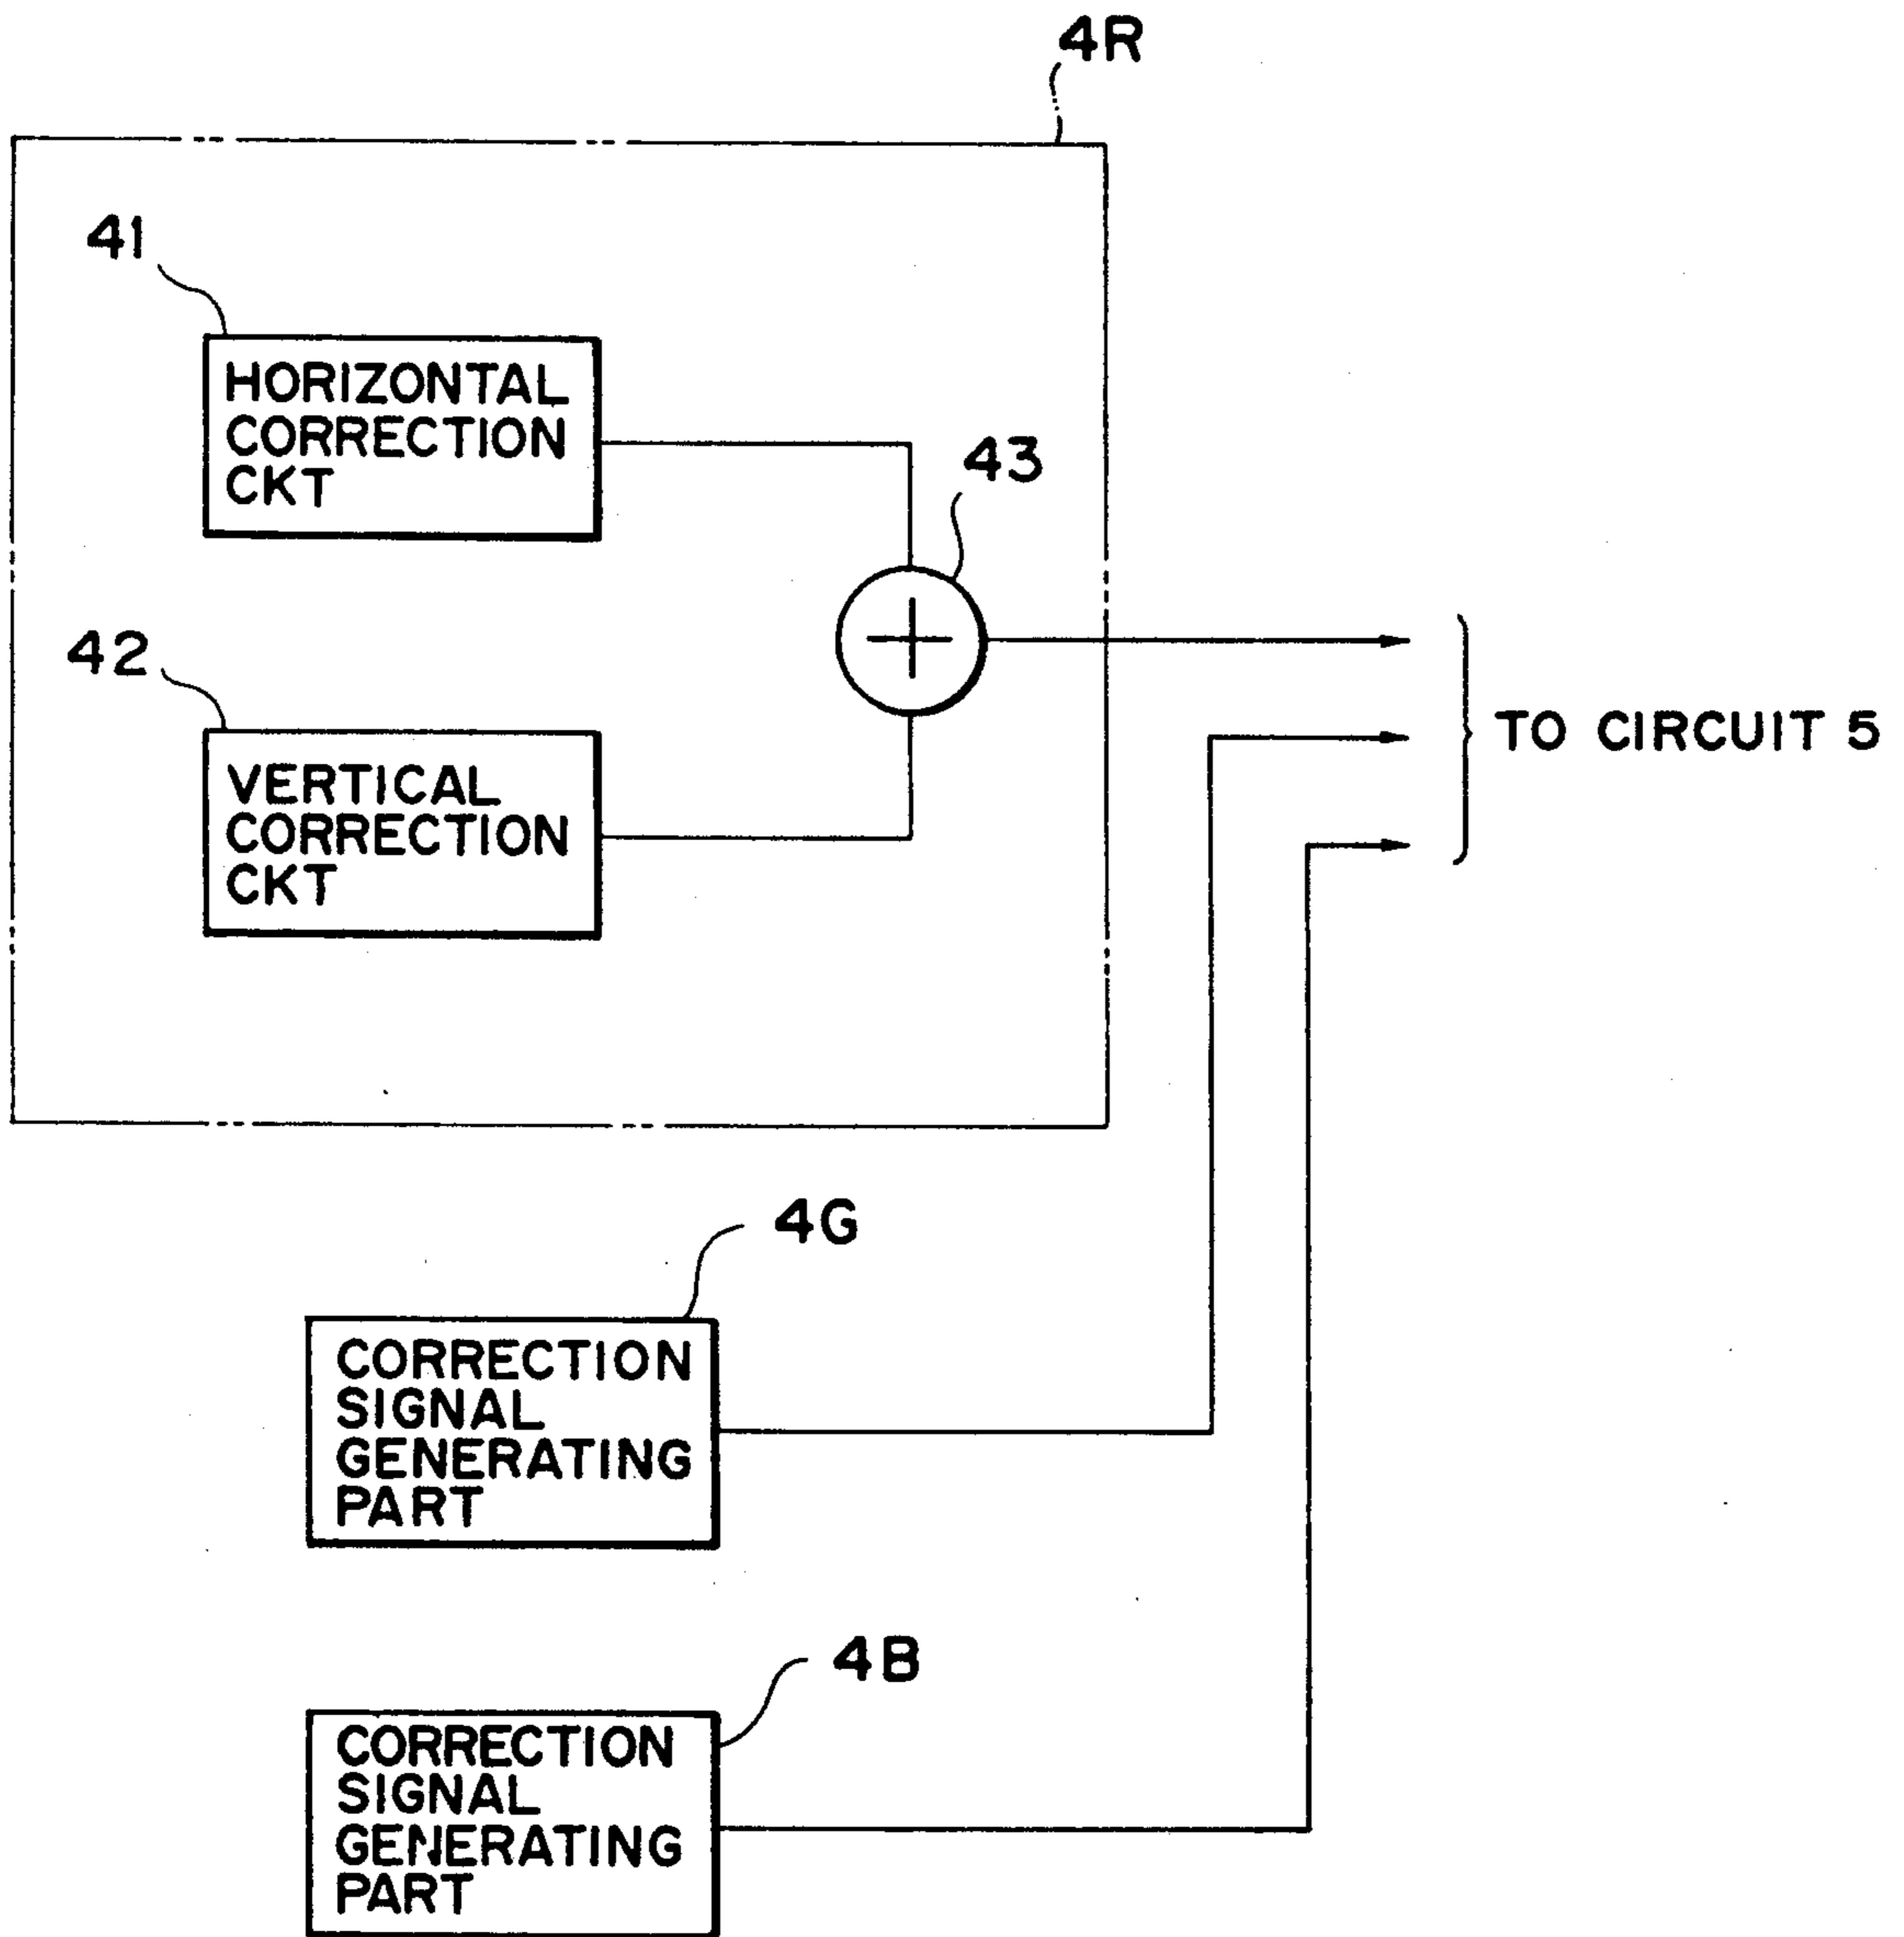 4R
41
HORIZONTAL
CORRECTION
CKT
43
42
VERTICAL
CORRECTION
CKT
TO CIRCUIT 5
4G
CORRECTION
SIGNAL
GENERATING
PART
4B
CORRECTION
SIGNAL
GENERATING
PART